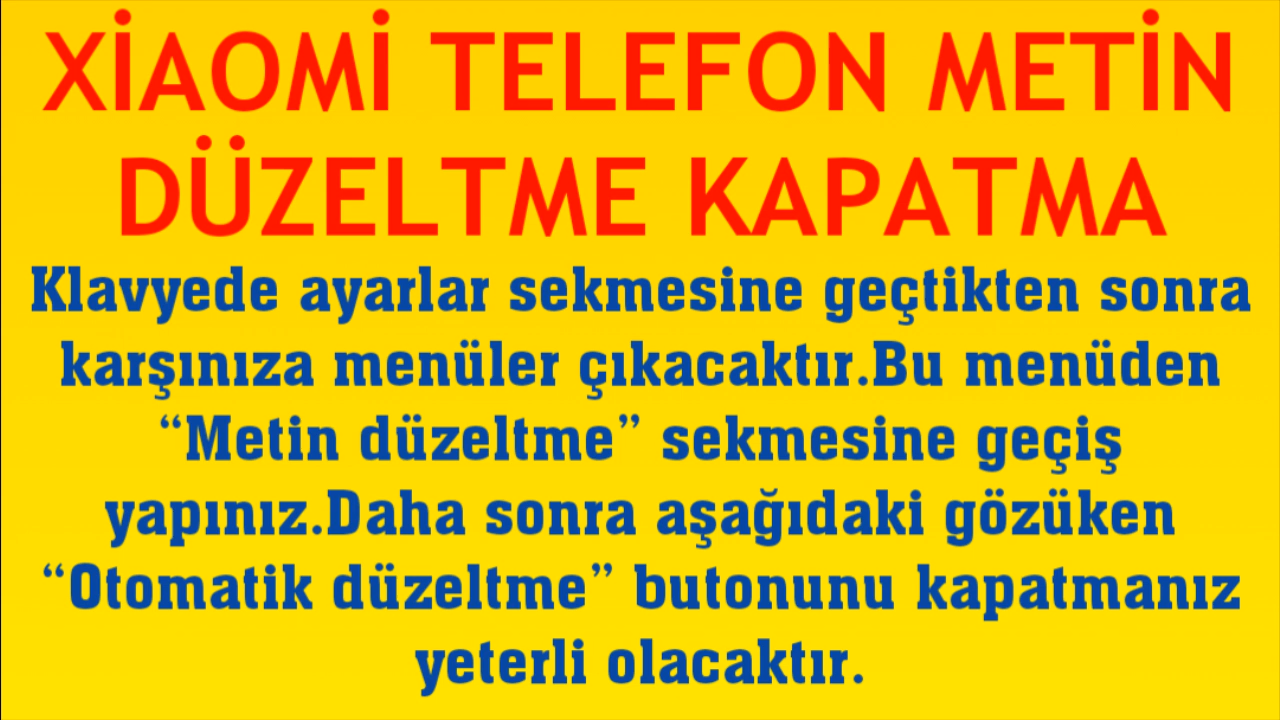 XİAOMİ TELEFON METİN
DÜZELTME KAPATMA
Klavyede ayarlar sekmesine geçtikten sonra
karşınıza menüler çıkacaktır.Bu menüden
“Metin düzeltme” sekmesine geçiş
yapınız.Daha sonra aşağıdaki gözüken
“Otomatik düzeltme” butonunu kapatmanız
yeterli olacaktır.